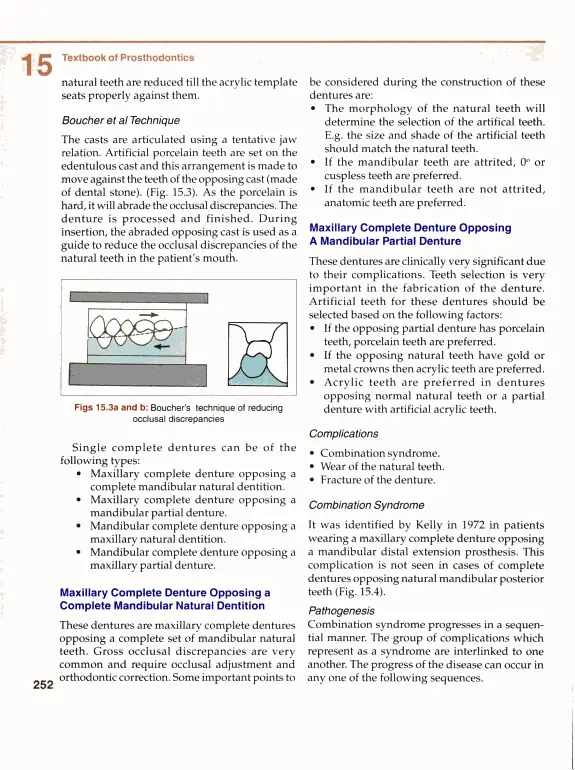 15
Textbook of Prosthodontics
natural teeth are reduced till the acrylic template
seats properly against them.
Boucher et al Technique
The casts are articulated using a tentative jaw
relation. Artificial porcelain teeth are set on the
edentulous cast and this arrangement is made to
move against the teeth of the opposing cast (made
of dental stone). (Fig. 15.3). As the porcelain is
hard, it will abrade the occlusal discrepancies. The
denture is processed and finished. During
insertion, the abraded opposing cast is used as a
guide to reduce the occlusal discrepancies of the
natural teeth in the patient's mouth.
Figs 15.3a and b: Boucher's technique of reducing
occlusal discrepancies
Single complete dentures can be of the
following types:
• Maxillary complete denture opposing a
complete mandibular natural dentition.
• Maxillary complete denture opposing a
mandibular partial denture.
• Mandibular complete denture opposing a
maxillary natural dentition.
• Mandibular complete denture opposing a
maxillary partial denture.
Maxillary Complete Denture Opposing a
Complete Mandibular Natural Dentition
These dentures are maxillary complete dentures
opposing a complete set of mandibular natural
teeth. Gross occlusal discrepancies are very
common and require occlusal adjustment and
orthodontic correction. Some important points to
252
be considered during the construction of these
dentures are:
• The morphology of the natural teeth will
determine the selection of the artifical teeth.
E.g. the size and shade of the artificial teeth
should match the natural teeth.
• If the mandibular teeth are attrited, 0° or
cuspless teeth are preferred.
• If the mandibular teeth are not attrited,
anatomic teeth are preferred.
Maxillary Complete Denture Opposing
A Mandibular Partial Denture
These dentures are clinically very significant due
to their complications. Teeth selection is very
important in the fabrication of the denture.
Artificial teeth for these dentures should be
selected based on the following factors:
• If the opposing partial denture has porcelain
teeth, porcelain teeth are preferred.
• If the opposing natural teeth have gold or
metal crowns then acrylic teeth are preferred.
• Acrylic teeth are preferred in dentures
opposing normal natural teeth or a partial
denture with artificial acrylic teeth.
Complications
• Combination syndrome.
• Wear of the natural teeth.
• Fracture of the denture.
Combination Syndrome
It was identified by Kelly in 1972 in patients
wearing a maxillary complete denture opposing
a mandibular distal extension prosthesis. This
complication is not seen in cases of complete
dentures opposing natural mandibular posterior
teeth (Fig. 15.4).
Pathogenesis
Combination syndrome progresses in a sequen-
tial manner. The group of complications which
represent as a syndrome are interlinked to one
another. The progress of the disease can occur in
any one of the following sequences.